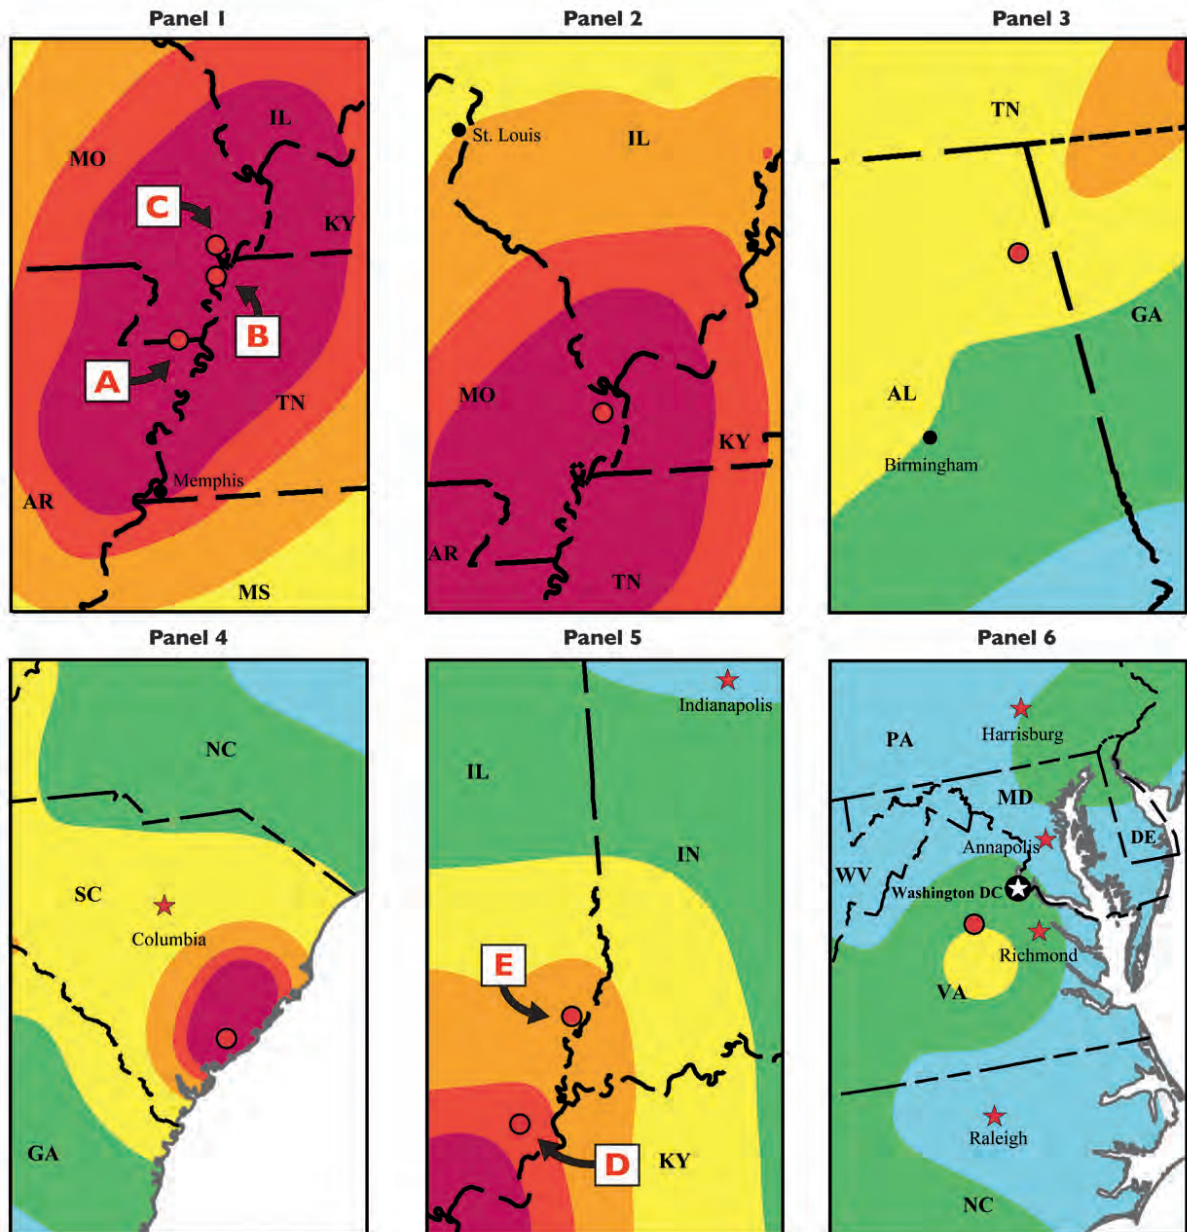 Panel 1
Panel 2
Panel 3
IL
MO
C
KY
B
A
TN
Memphis
AR
MS
St. Louis
IL
MO
KY
AR
TN
TN
GA
AL
Birmingham
Panel 4
Panel 5
Panel 6
NC
SC
Columbia
GA
Indianapolis
IL
IN
E
D
KY
PA
Harrisburg
MD
DE
Annapolis
WV
Washington DC
Richmond
VA
Raleigh
NC